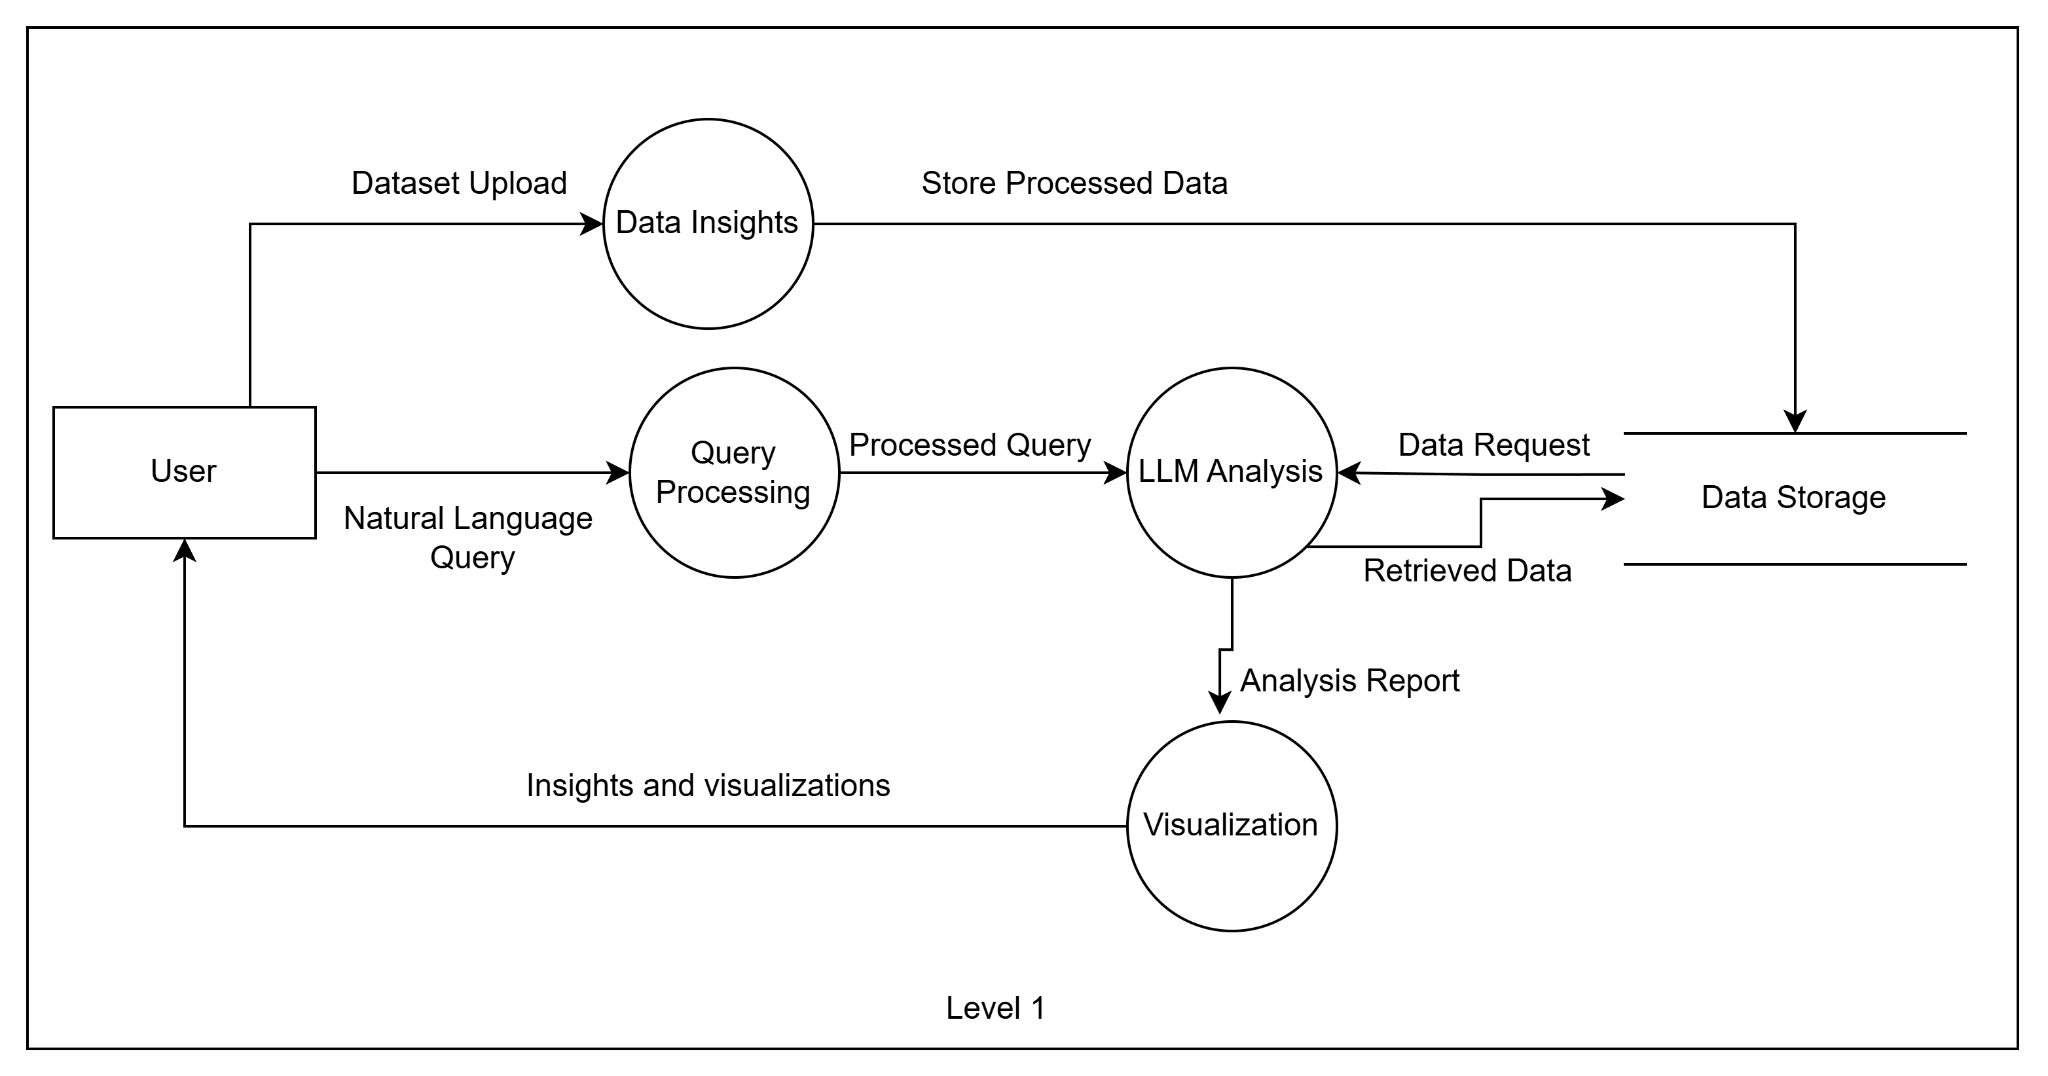 Dataset Upload
Store Processed Data
Data Insights
User
Natural Language
Query
Query
Processing
Processed Query
LLM Analysis
Data Request
Data Storage
Retrieved Data
Analysis Report
Insights and visualizations
Visualization
Level 1